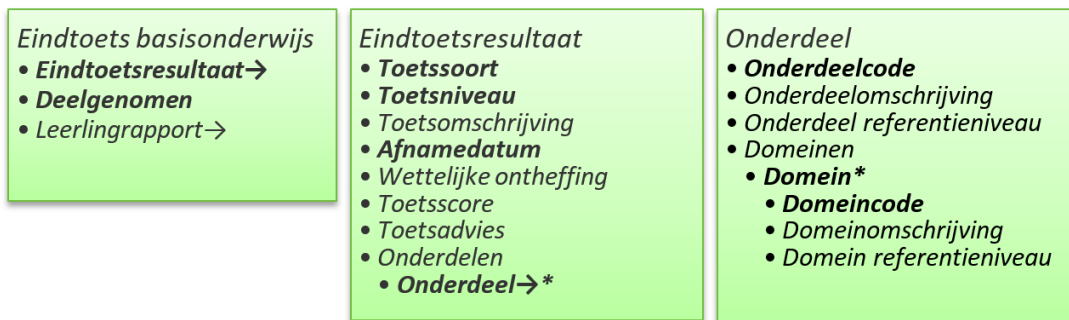 Eindtoets basisonderwijs
• Eindtoetsresultaat→
• Deelgenomen
• Leerlingrapport→
Eindtoetsresultaat
• Toetssoort
• Toetsniveau
• Toetsomschrijving
• Afnamedatum
• Wettelijke ontheffing
• Toetsscore
• Toetsadvies
• Onderdelen
• Onderdeel→*
Onderdeel
• Onderdeelcode
• Onderdeelomschrijving
• Onderdeel referentieniveau
• Domeinen
• Domein*
• Domeincode
• Domeinomschrijving
• Domein referentieniveau